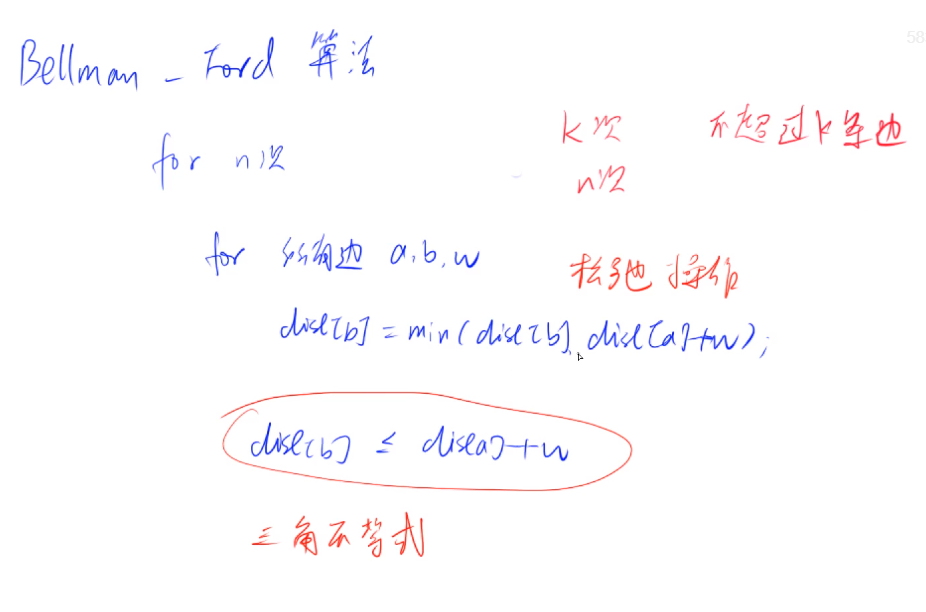 58
Bellman - Ford 算法
for n次
k次 不超过k条边
n次
for 所有边 a,b,w
松弛操作
dist[b] = min(dist[b], dist[a]+w);
dist[b] ≤ dist[a]+w
三角不等式